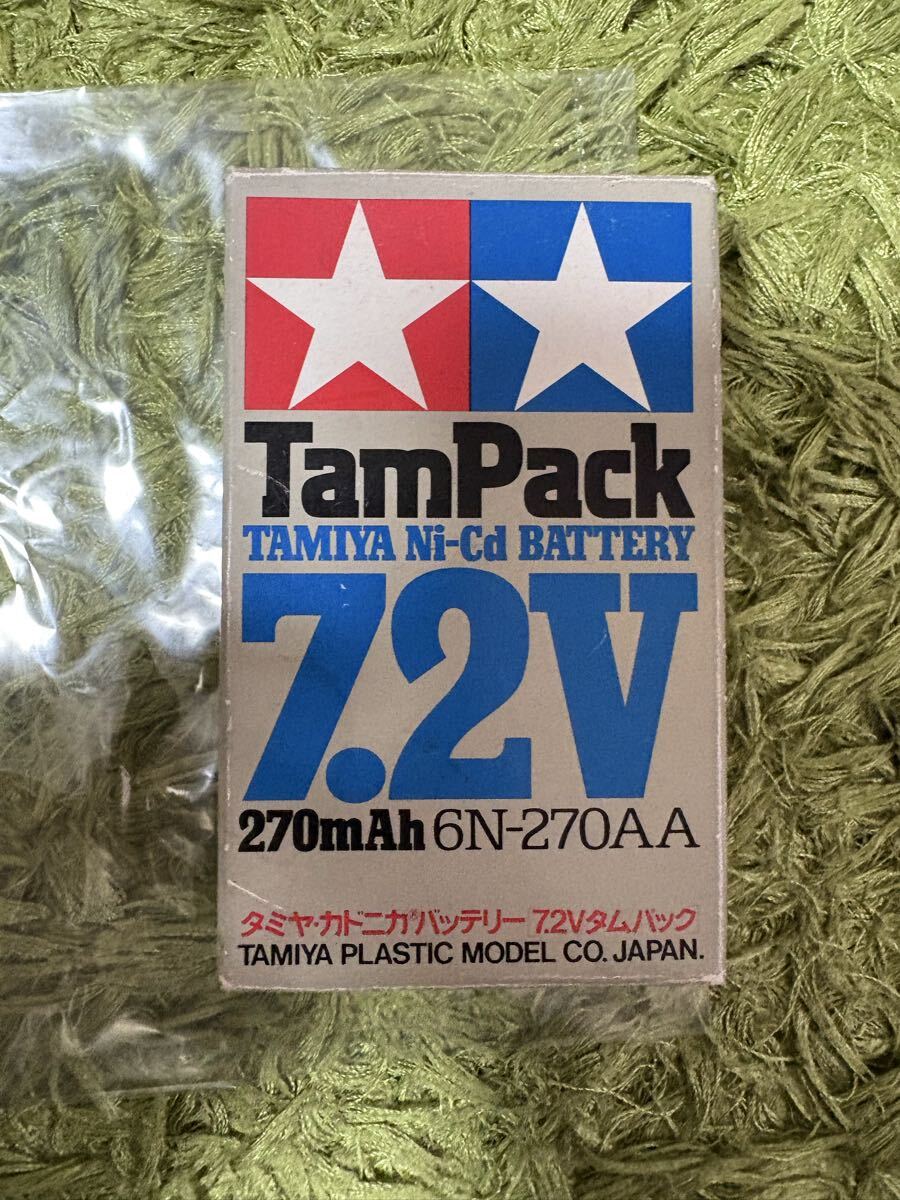 TamPack
TAMIYA Ni-Cd BATTERY
7.2V
270mAh 6N-270AA
タミヤ・カドニカ®バッテリー 7.2Vタムパック
TAMIYA PLASTIC MODEL CO. JAPAN.